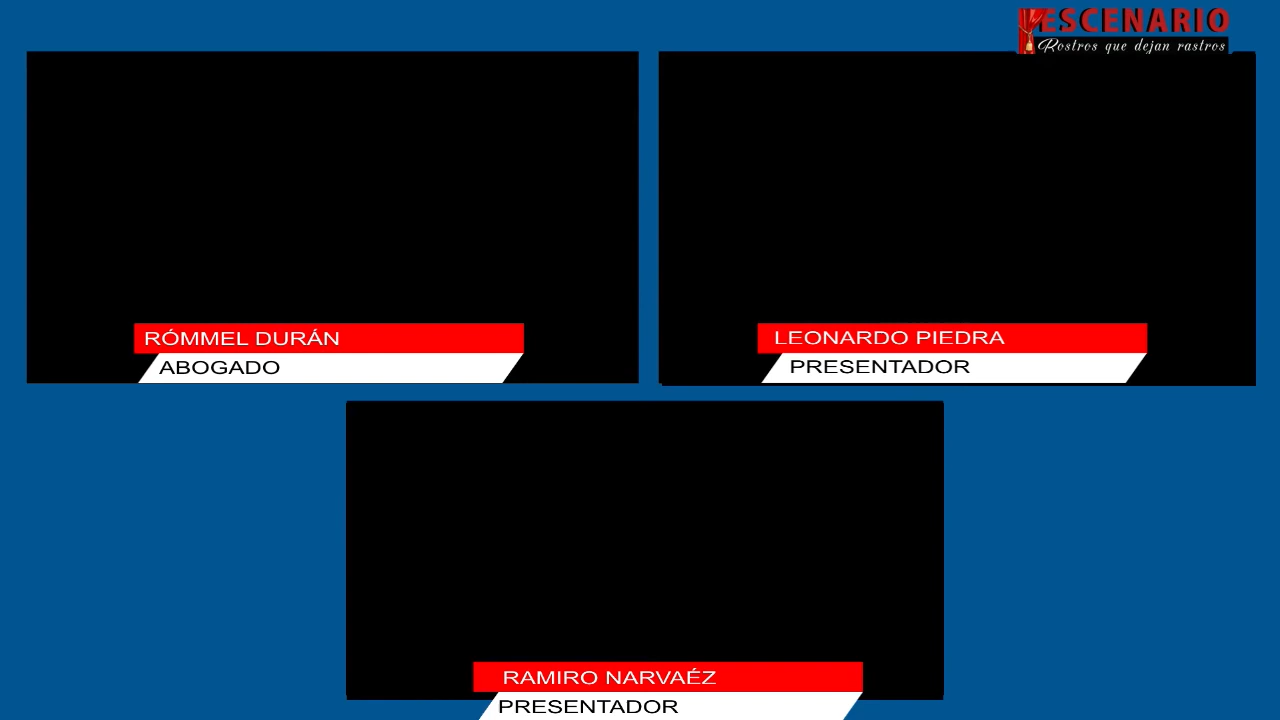 ESCENARIO
Rostros que dejan rastros
RÓMMEL DURÁN
ABOGADO
LEONARDO PIEDRA
PRESENTADOR
RAMIRO NARVAÉZ
PRESENTADOR